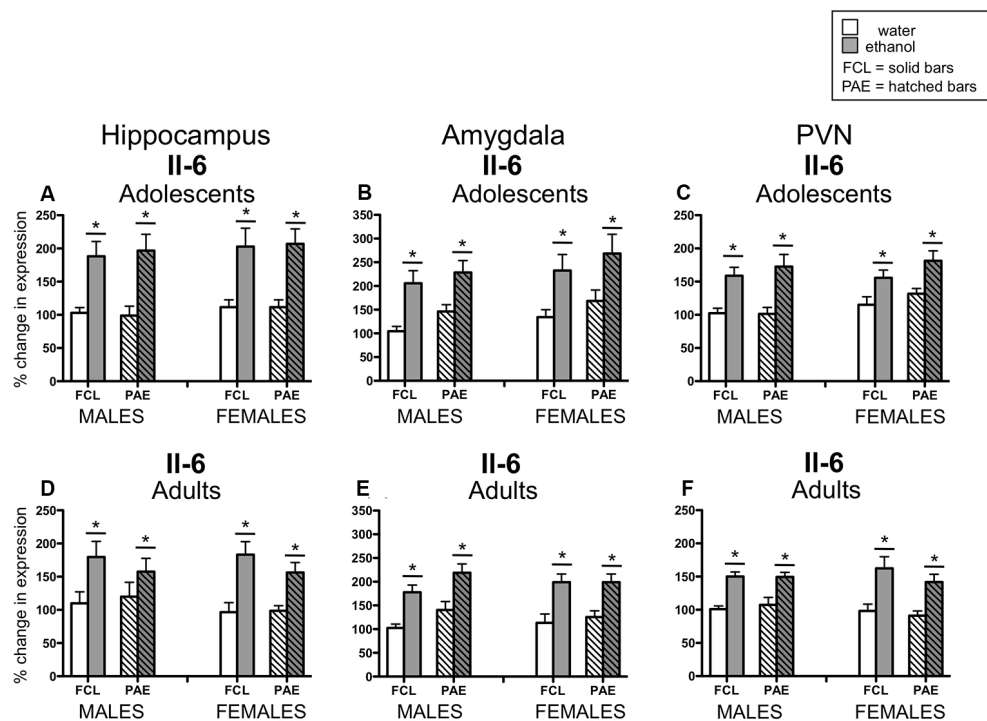 water
ethanol
FCL = solid bars
PAE = hatched bars
Hippocampus
Amygdala
PVN
Il-6
Il-6
Il-6
A
Adolescents
B
Adolescents
C
Adolescents
% change in expression
250
200
150
100
50
0
* * * *
FCL PAE FCL PAE
MALES FEMALES
350
300
250
200
150
100
50
0
* * * *
FCL PAE FCL PAE
MALES FEMALES
250
200
150
100
50
0
* * * *
FCL PAE FCL PAE
MALES FEMALES
Il-6
Il-6
Il-6
D
Adults
E
Adults
F
Adults
% change in expression
250
200
150
100
50
0
* * * *
FCL PAE FCL PAE
MALES FEMALES
350
300
250
200
150
100
50
0
* * * *
FCL PAE FCL PAE
MALES FEMALES
250
200
150
100
50
0
* * * *
FCL PAE FCL PAE
MALES FEMALES